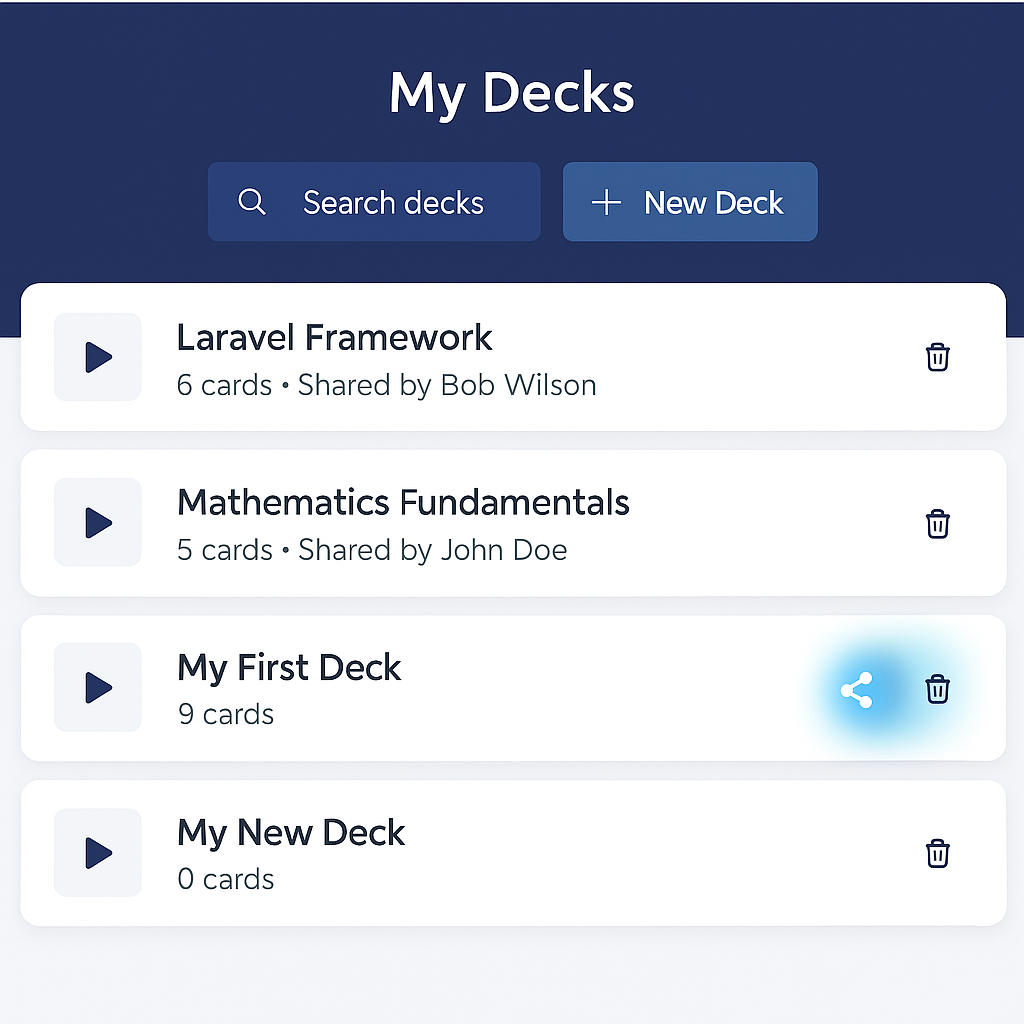 My Decks
Search decks
New Deck
Laravel Framework
6 cards • Shared by Bob Wilson
Mathematics Fundamentals
5 cards • Shared by John Doe
My First Deck
9 cards
My New Deck
0 cards